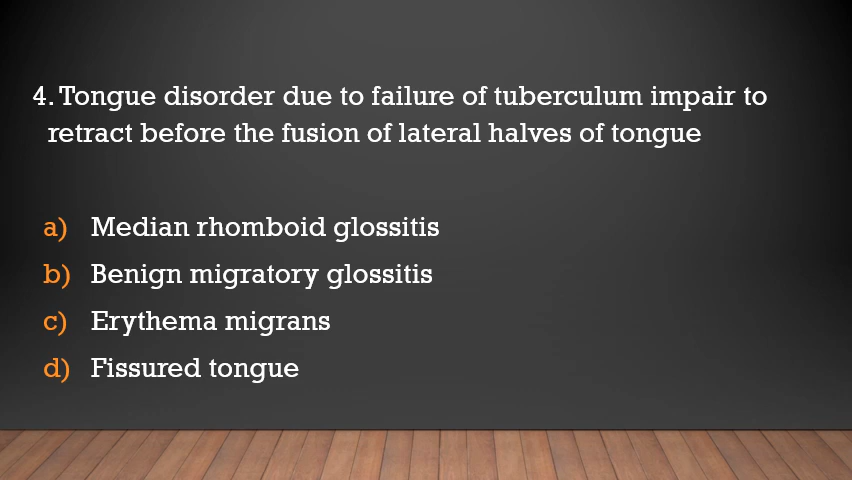 4. Tongue disorder due to failure of tuberculum impair to
retract before the fusion of lateral halves of tongue
a) Median rhomboid glossitis
b) Benign migratory glossitis
c) Erythema migrans
d) Fissured tongue